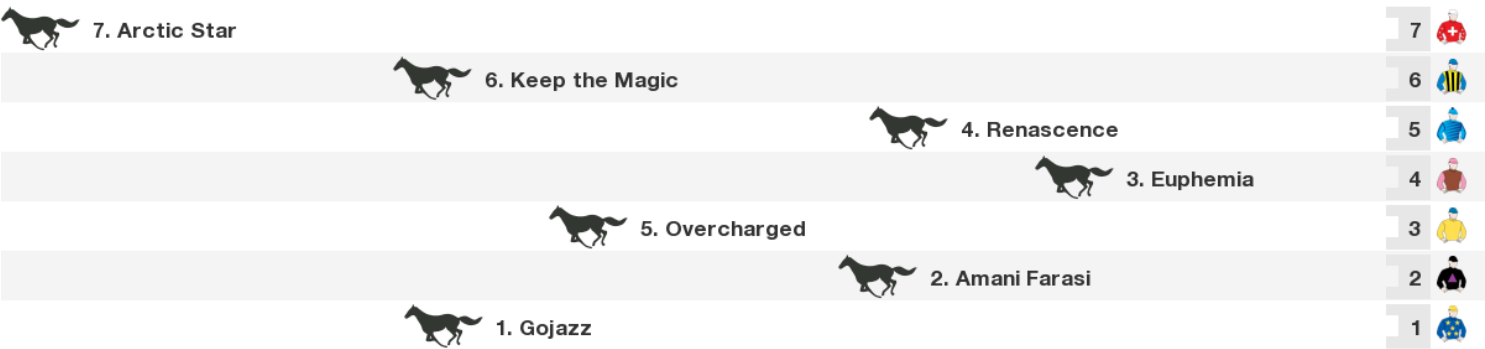 7. Arctic Star 7
6. Keep the Magic 6
4. Renascence 5
3. Euphemia 4
5. Overcharged 3
2. Amani Farasi 2
1. Gojazz 1